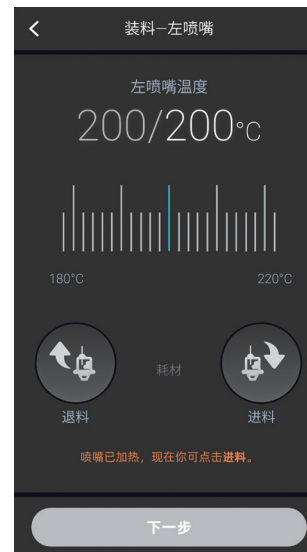 装料—左喷嘴
左喷嘴温度
200/200°C
180°C 220°C
耗材
退料 进料
喷嘴已加热，现在你可点击进料。
下一步